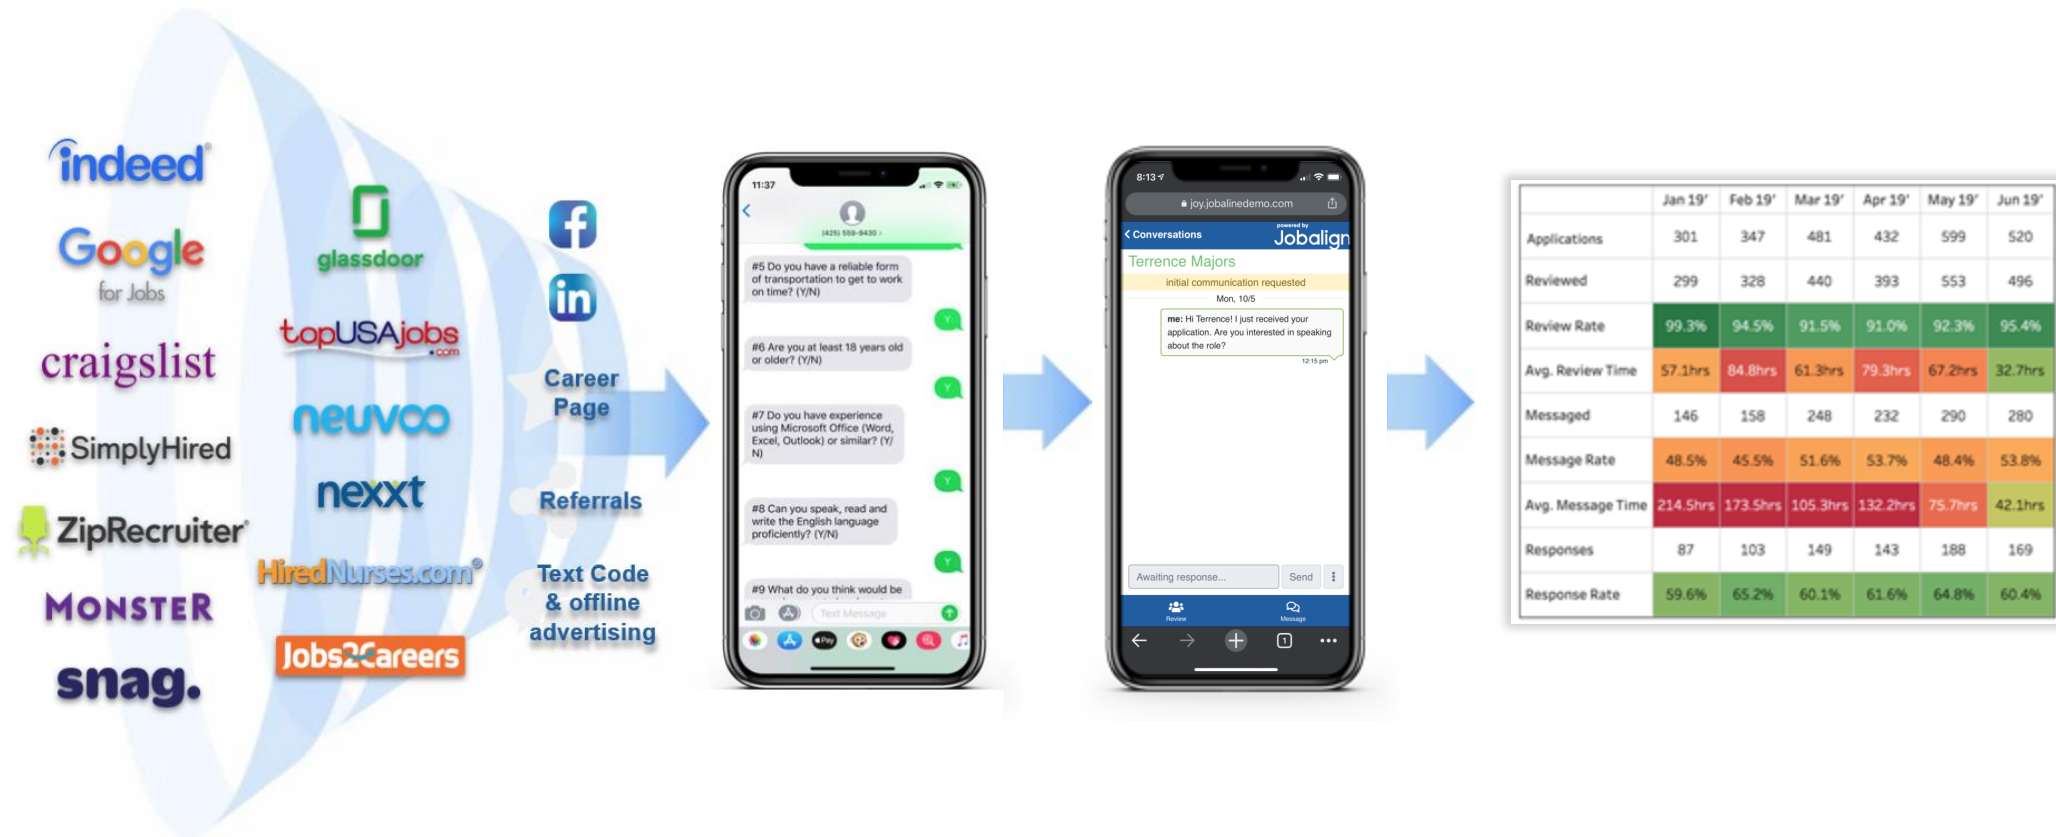 indeed
Google
for Jobs
craigslist
SimplyHired
ZipRecruiter
MONSTER
snag.
glassdoor
topUSAjobs
.com
neuvoo
nexxt
HiredNurses.com®
Jobs2Careers
f
in
Career
Page
Referrals
Text Code
& offline
advertising
11:37
(425) 559-9430 >
#5 Do you have a reliable form
of transportation to get to work
on time? (Y/N)
Y
#6 Are you at least 18 years old
or older? (Y/N)
Y
#7 Do you have experience
using Microsoft Office (Word,
Excel, Outlook) or similar? (Y/
N)
Y
#8 Can you speak, read and
write the English language
proficiently? (Y/N)
Y
#9 What do you think would be
Text Message
Pay
8:13
joy.jobalinedemo.com
Conversations
powered by
Jobalign
Terrence Majors
initial communication requested
Mon, 10/5
me: Hi Terrence! I just received your
application. Are you interested in speaking
about the role?
12:15 pm
Awaiting response... Send
Review Message
1
Jan 19' Feb 19' Mar 19' Apr 19' May 19' Jun 19'
Applications 301 347 481 432 599 520
Reviewed 299 328 440 393 553 496
Review Rate 99.3% 94.5% 91.5% 91.0% 92.3% 95.4%
Avg. Review Time 57.1hrs 84.8hrs 61.3hrs 79.3hrs 67.2hrs 32.7hrs
Messaged 146 158 248 232 290 280
Message Rate 48.5% 45.5% 51.6% 53.7% 48.4% 53.8%
Avg. Message Time 214.5hrs 173.5hrs 105.3hrs 132.2hrs 75.7hrs 42.1hrs
Responses 87 103 149 143 188 169
Response Rate 59.6% 65.2% 60.1% 61.6% 64.8% 60.4%